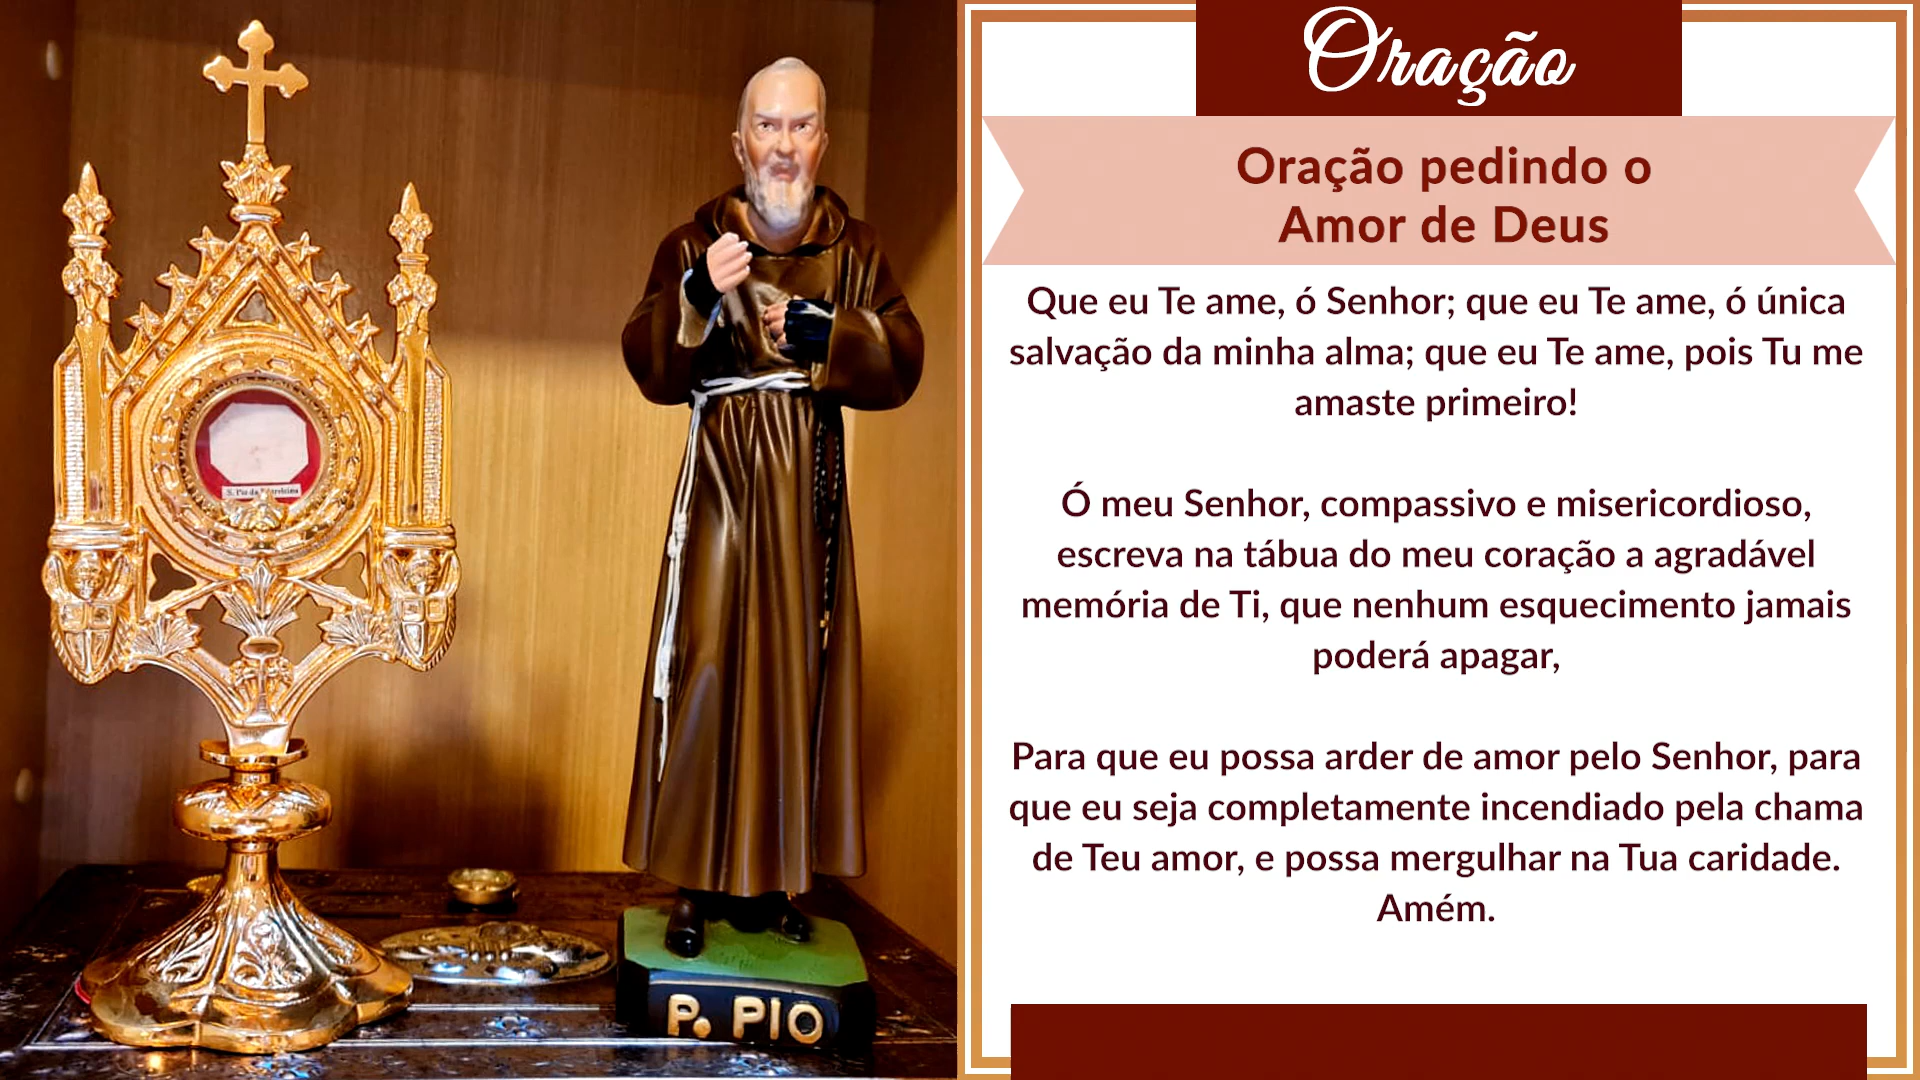 S. Pio da
P. PIO
Oração
Oração pedindo o
Amor de Deus
Que eu Te ame, ó Senhor; que eu Te ame, ó única
salvação da minha alma; que eu Te ame, pois Tu me
amaste primeiro!
Ó meu Senhor, compassivo e misericordioso,
escreva na tábua do meu coração a agradável
memória de Ti, que nenhum esquecimento jamais
poderá apagar,
Para que eu possa arder de amor pelo Senhor, para
que eu seja completamente incendiado pela chama
de Teu amor, e possa mergulhar na Tua caridade.
Amém.